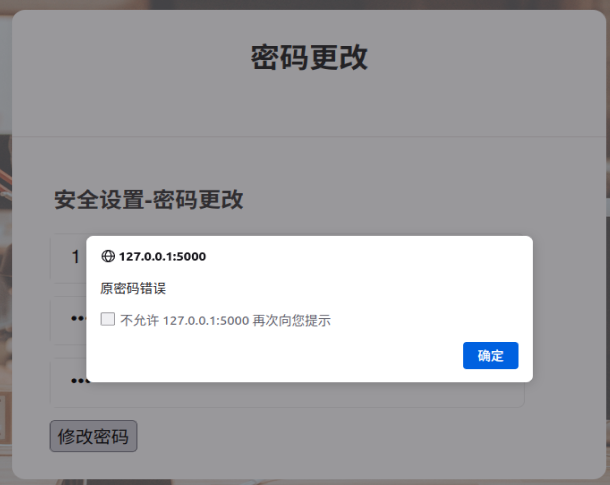 密码更改
安全设置-密码更改
1
127.0.0.1:5000
原密码错误
不允许 127.0.0.1:5000 再次向您提示
确定
修改密码